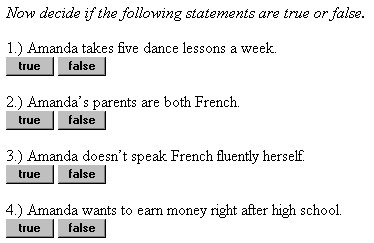 Now decide if the following statements are true or false.
1.) Amanda takes five dance lessons a week.
true false
2.) Amanda's parents are both French.
true false
3.) Amanda doesn't speak French fluently herself.
true false
4.) Amanda wants to earn money right after high school.
true false